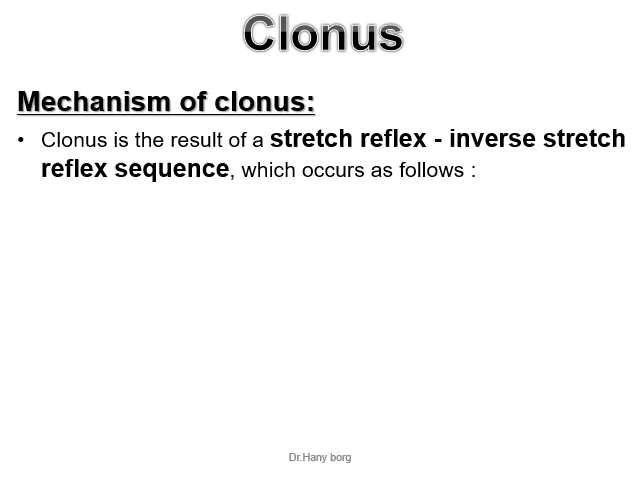 Clonus
Mechanism of clonus:
• Clonus is the result of a stretch reflex - inverse stretch
reflex sequence, which occurs as follows :
Dr.Hany borg